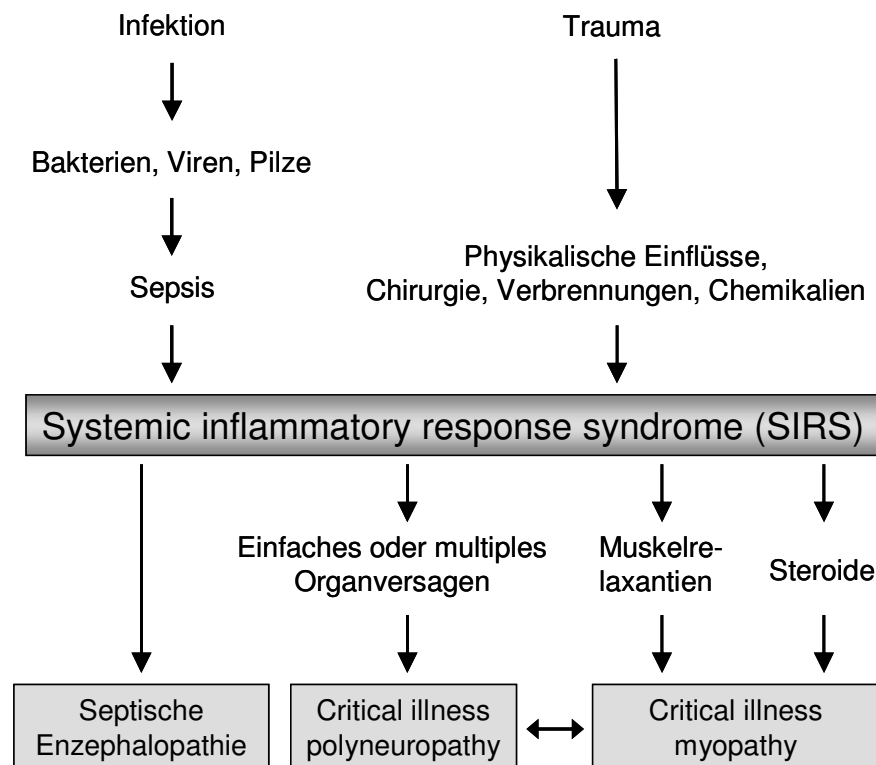 Infektion
Trauma
Bakterien, Viren, Pilze
Physikalische Einflüsse,
Chirurgie, Verbrennungen, Chemikalien
Sepsis
Systemic inflammatory response syndrome (SIRS)
Einfaches oder multiples
Organversagen
Muskelre-
laxantien
Steroide
Septische
Enzephalopathie
Critical illness
polyneuropathy
Critical illness
myopathy